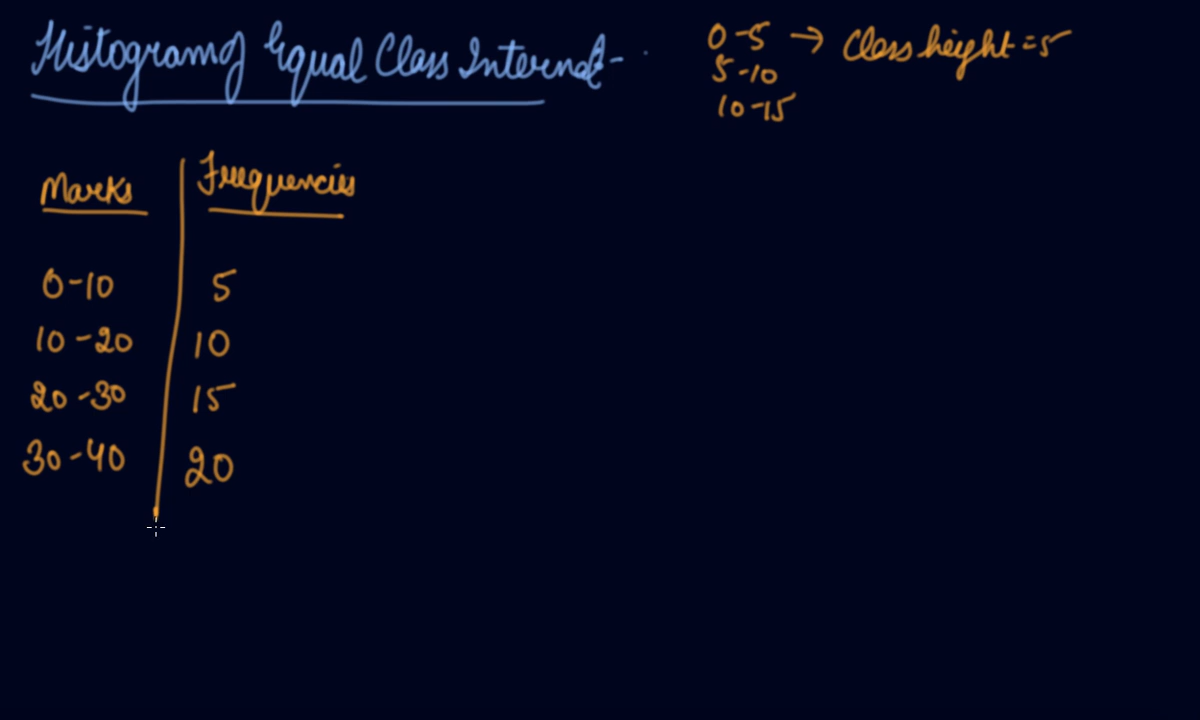 Histogram of Equal Class Interval-
0-5 → Class height = 5
5-10
10-15
Marks Frequencies
0-10 5
10-20 10
20-30 15
30-40 20